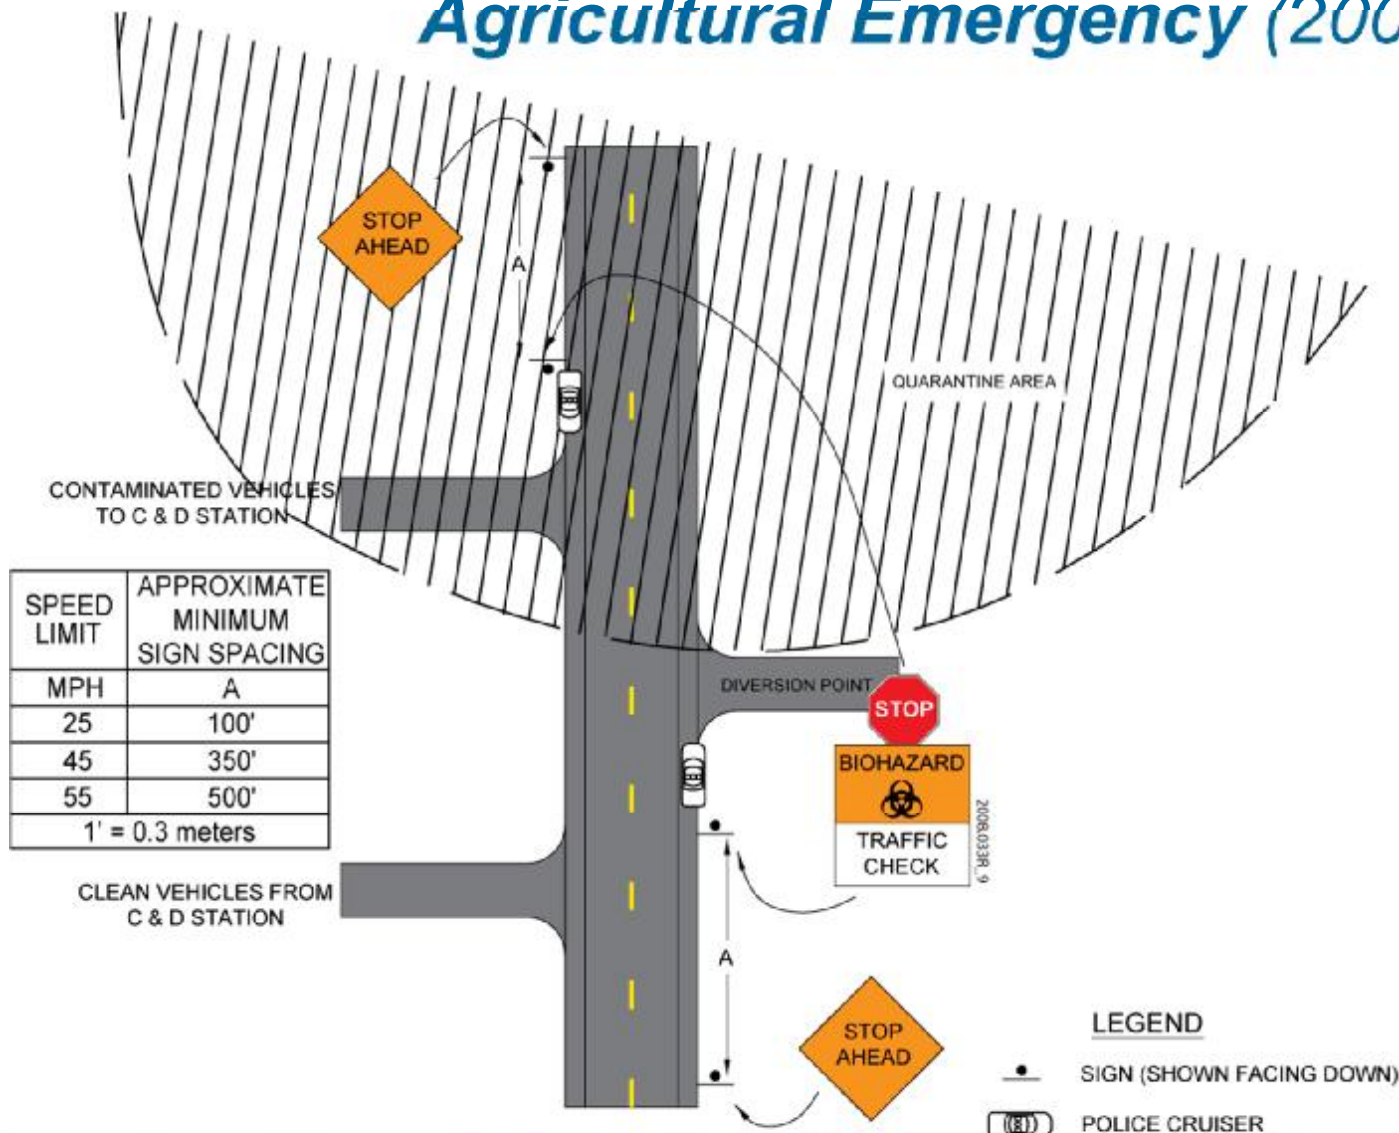 Agricultural Emergency (200
STOP
AHEAD
A
QUARANTINE AREA
CONTAMINATED VEHICLES
TO C & D STATION
SPEED LIMIT
APPROXIMATE MINIMUM SIGN SPACING
MPH A
25 100'
45 350'
55 500'
1' = 0.3 meters
DIVERSION POINT
STOP
BIOHAZARD
TRAFFIC
CHECK
2006.033R_9
CLEAN VEHICLES FROM
C & D STATION
A
STOP
AHEAD
LEGEND
SIGN (SHOWN FACING DOWN)
POLICE CRUISER